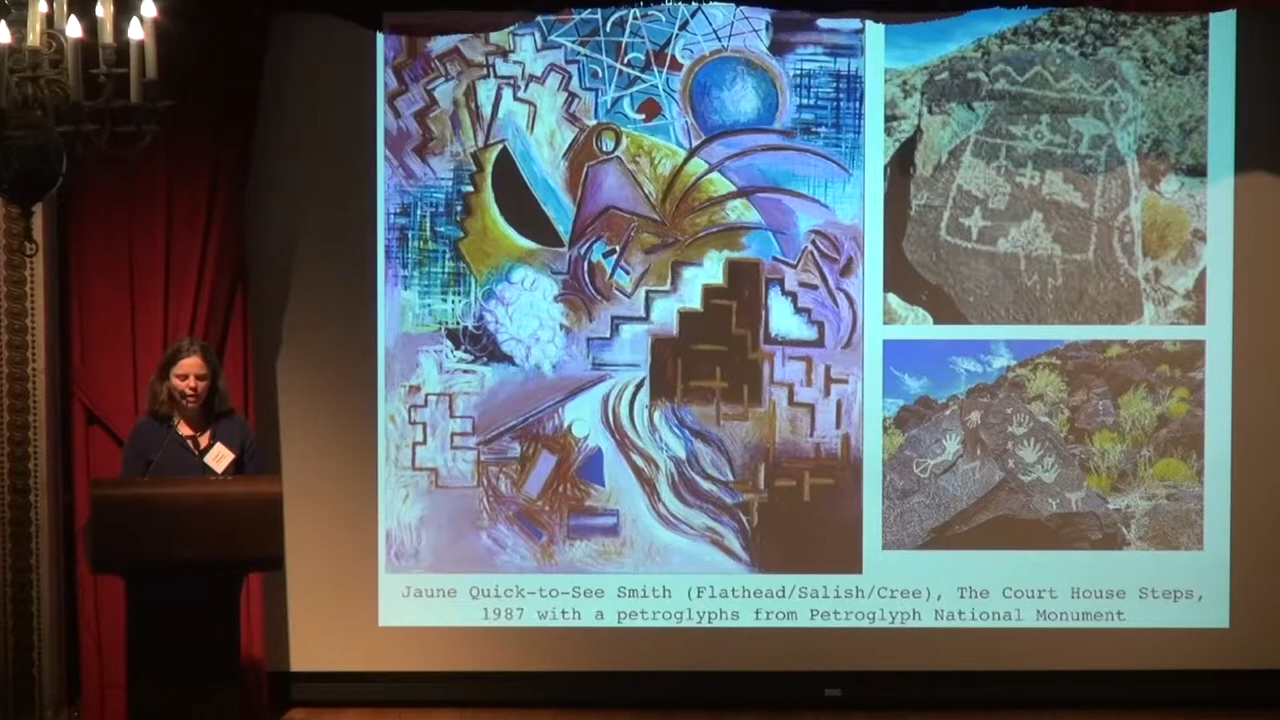 Jaune Quick-to-See Smith (Flathead/Salish/Cree), The Court House Steps,
1987 with a petroglyphs from Petroglyph National Monument